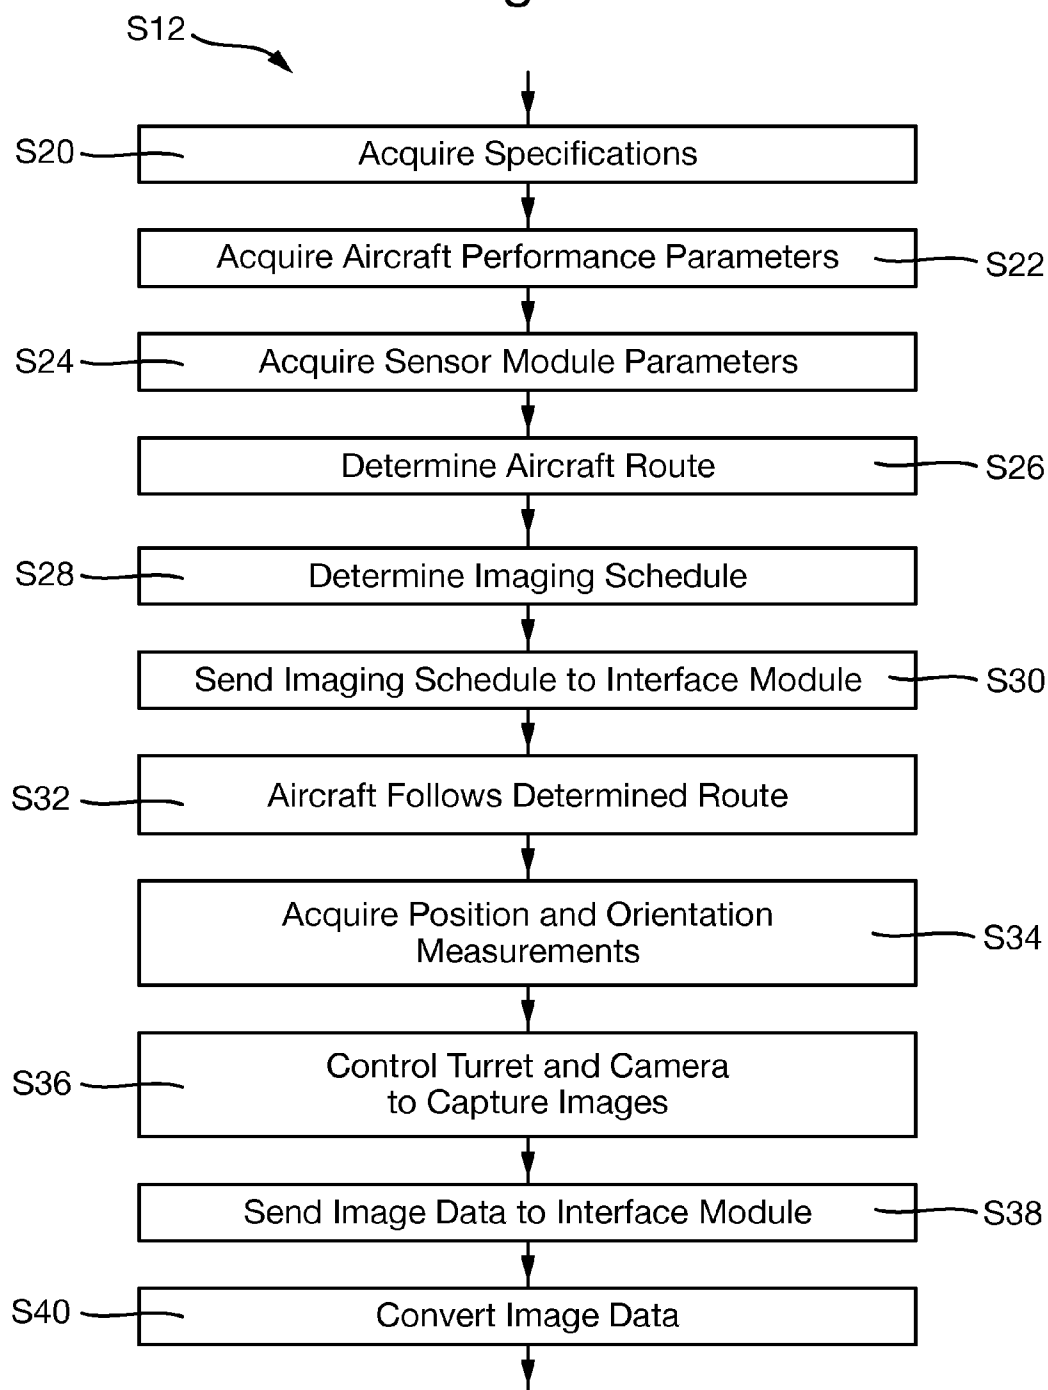 S12
S20
Acquire Specifications
Acquire Aircraft Performance Parameters
S22
S24
Acquire Sensor Module Parameters
Determine Aircraft Route
S26
S28
Determine Imaging Schedule
Send Imaging Schedule to Interface Module
S30
S32
Aircraft Follows Determined Route
Acquire Position and Orientation
Measurements
S34
S36
Control Turret and Camera
to Capture Images
Send Image Data to Interface Module
S38
S40
Convert Image Data